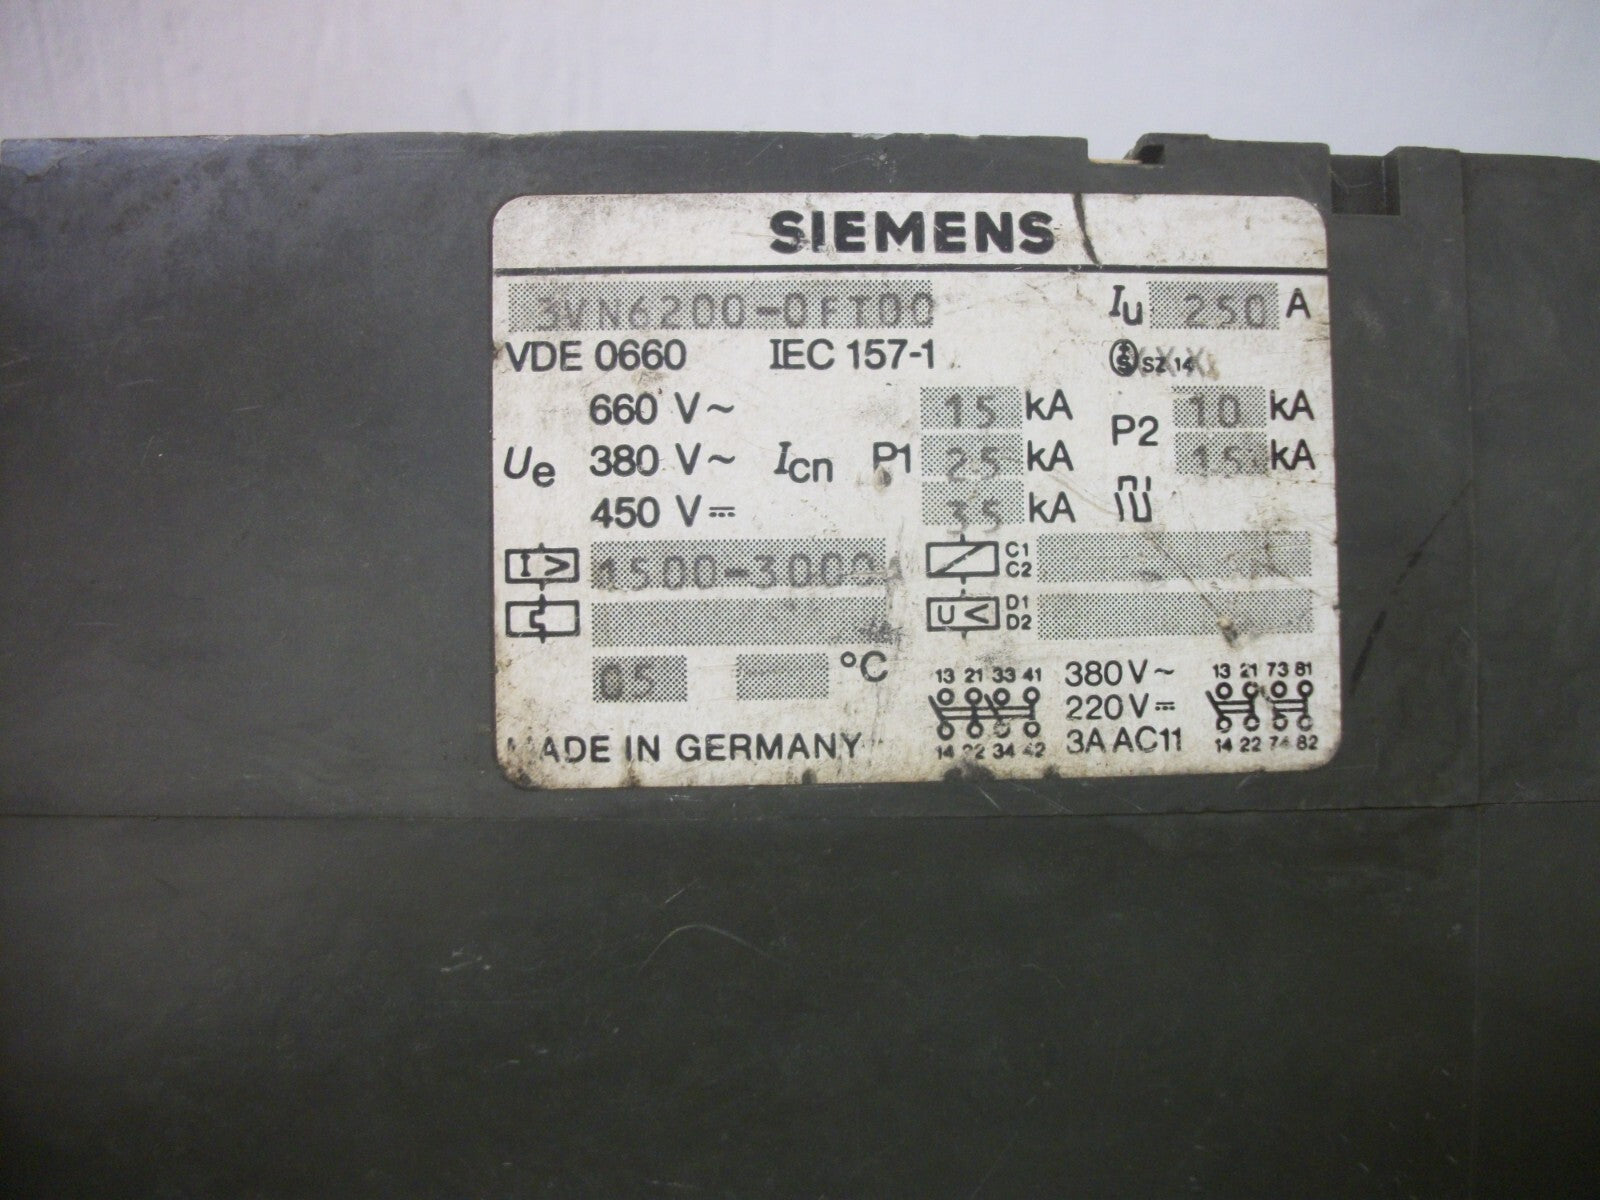 SIEMENS
3VN6200-0FT00 Iu 250 A
VDE 0660 IEC 157-1 SZ 14
660 V~ 15 kA 10 kA
Ue 380 V~ Icn P1 25 kA P2 15 kA
450 V⎓ 35 kA
I> 1500-3000A C1 C2 -
U< D1 D2
05 — °C
13 21 33 41 380 V~ 13 21 73 81
220 V⎓
14 22 34 42 3A AC11 14 22 74 82
MADE IN GERMANY